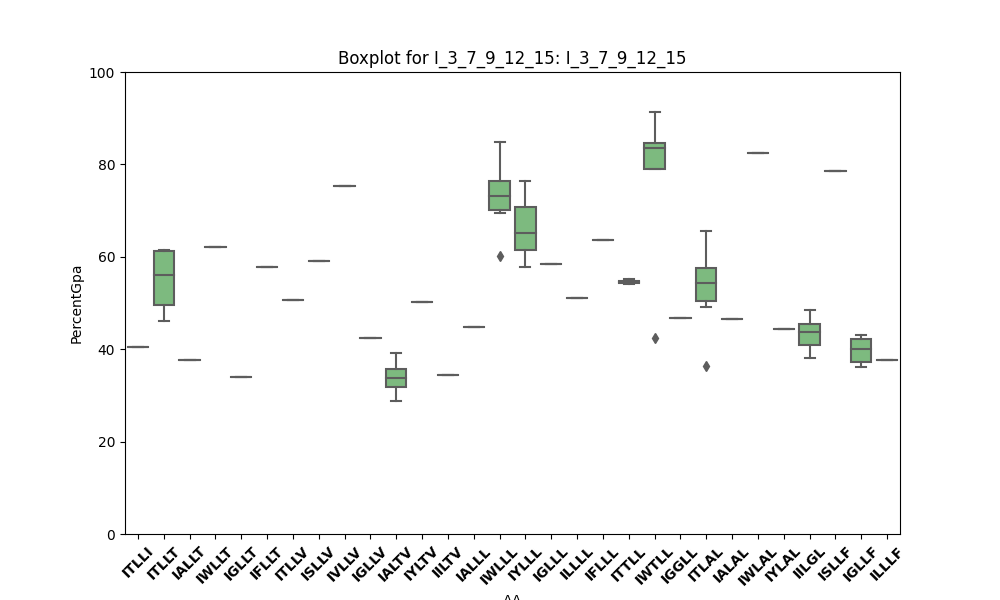 Boxplot for I_3_7_9_12_15: I_3_7_9_12_15
100
80
60
40
20
0
PercentGpa
ITLLI ITLLT IALLT IWLLT IGLLT IFLLT ITLLV ISLLV IVLLV IGLLV IALTV IYLTV IILTV IALLL IWLLL IYLLL IGLLL ILLLL IFLLL ITTLL IWTLL IGGLL ITLAL IALAL IWLAL IYLAL IILGL ISLLF IGLLF ILLLF
AA